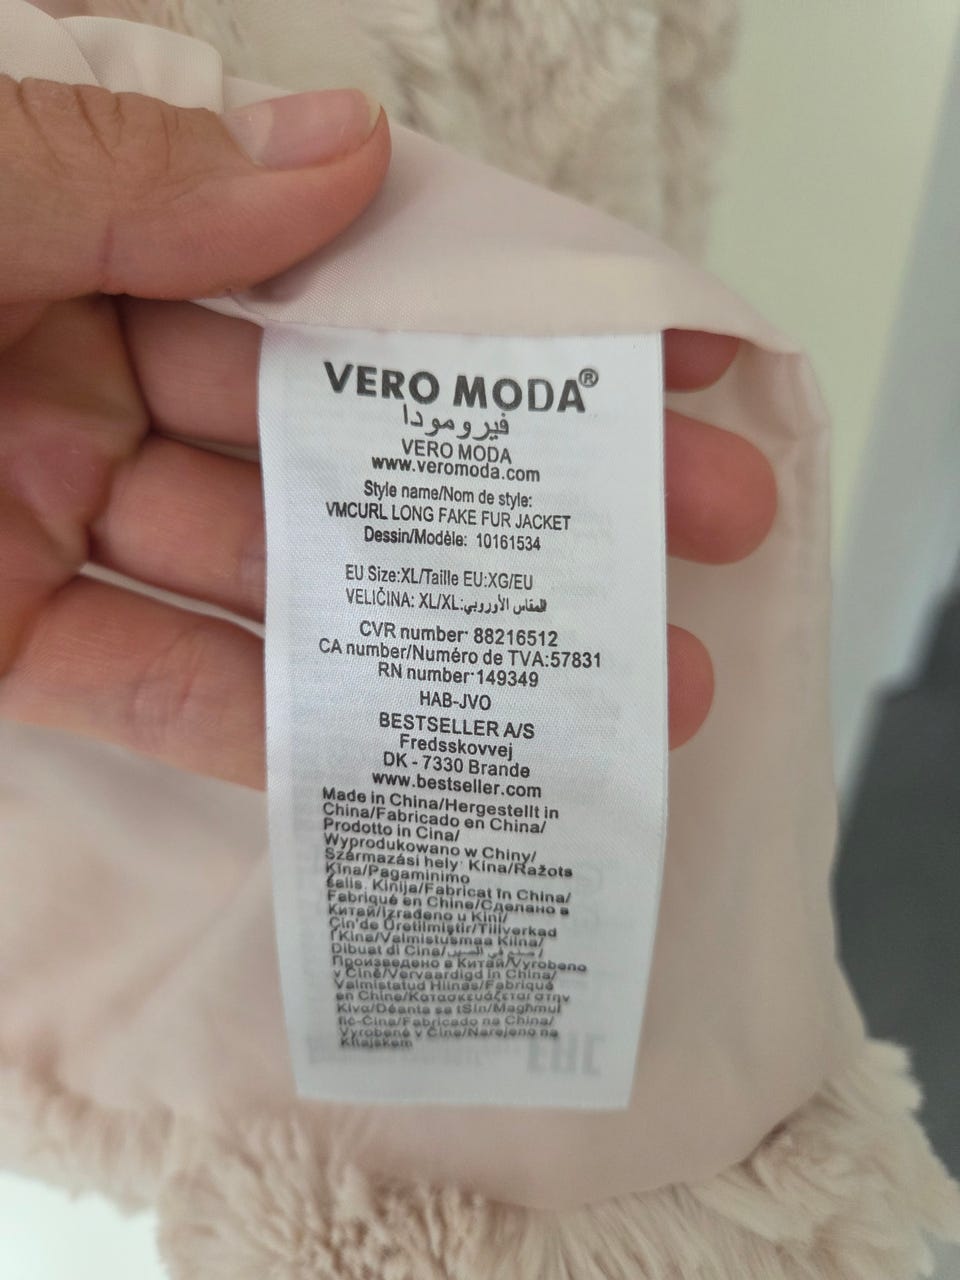 VERO MODA®
فيرومودا
VERO MODA
www.veromoda.com
Style name/Nom de style:
VMCURL LONG FAKE FUR JACKET
Dessin/Modèle: 10161534
EU Size:XL/Taille EU:XG/EU
VELIČINA: XL/XL:المقاس الأوروبي
CVR number: 88216512
CA number/Numéro de TVA:57831
RN number:149349
HAB-JVO
BESTSELLER A/S
Fredsskovvej
DK - 7330 Brande
www.bestseller.com
Made in China/Hergestellt in
China/Fabricado en China/
Prodotto in Cina/
Wyprodukowano w Chiny/
Származási hely: Kína/Ražots
Ķīna/Pagaminimo
šalis. Kinija/Fabricat în China/
Fabriqué en Chine/Сделано в
Китай/Izrađeno u Kini/
Çin'de Üretilmiştir/Tillverkad
i Kina/Valmistusmaa Kiina/
Dibuat di Cina/صنع في الصين/
Произведено в Китай/Vyrobeno
v Číně/Vervaardigd in China/
Valmistatud Hiinas/Fabriqué
en Chine/Κατασκευάζεται στην
Κίνα/Déanta sa tSín/Magħmul
fiċ-Ċina/Fabricado na China/
Vyrobené v Číne/Narejeno na
Kitajskem
EAC